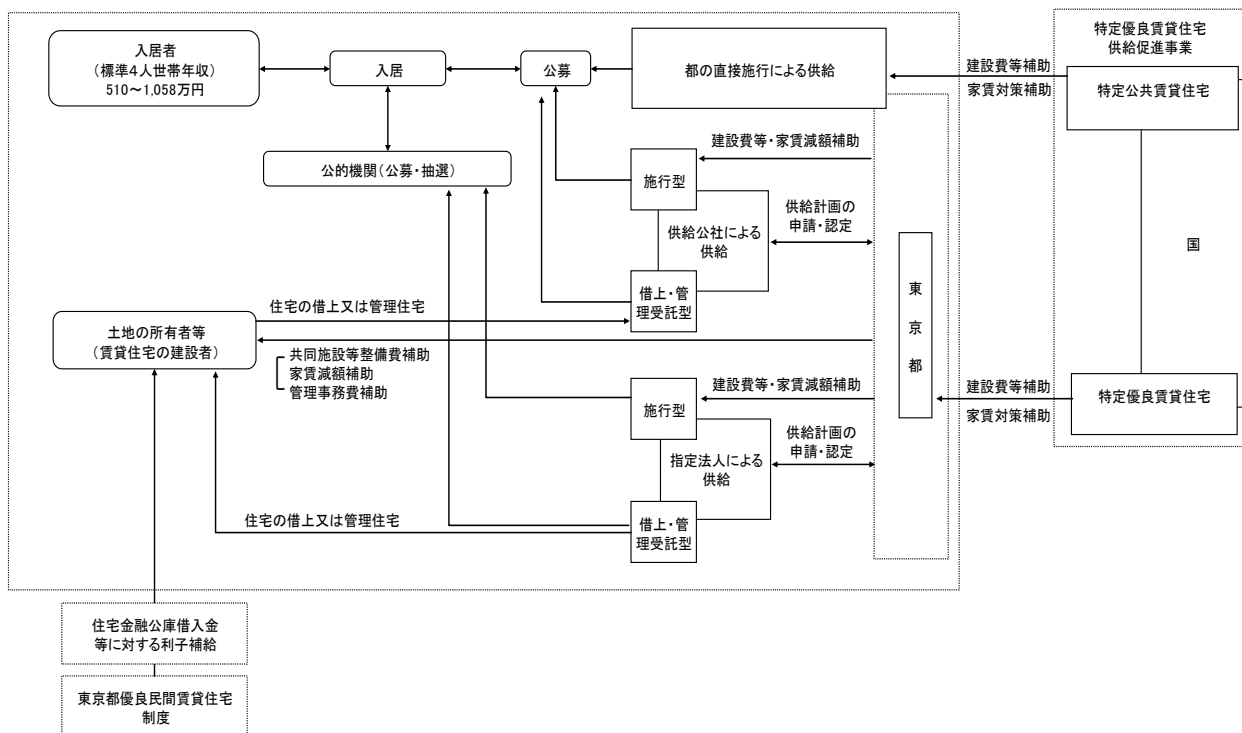 入居者
(標準4人世帯年収)
510～1,058万円
入居
公募
都の直接施行による供給
建設費等補助
家賃対策補助
特定優良賃貸住宅
供給促進事業
特定公共賃貸住宅
公的機関(公募・抽選)
施行型
建設費等・家賃減額補助
供給公社による
供給
供給計画の
申請・認定
借上・管
理受託型
東
京
都
国
住宅の借上又は管理住宅
土地の所有者等
(賃貸住宅の建設者)
共同施設等整備費補助
家賃減額補助
管理事務費補助
建設費等・家賃減額補助
施行型
指定法人による
供給
供給計画の
申請・認定
借上・管
理受託型
建設費等補助
家賃対策補助
特定優良賃貸住宅
住宅の借上又は管理住宅
住宅金融公庫借入金
等に対する利子補給
東京都優良民間賃貸住宅
制度